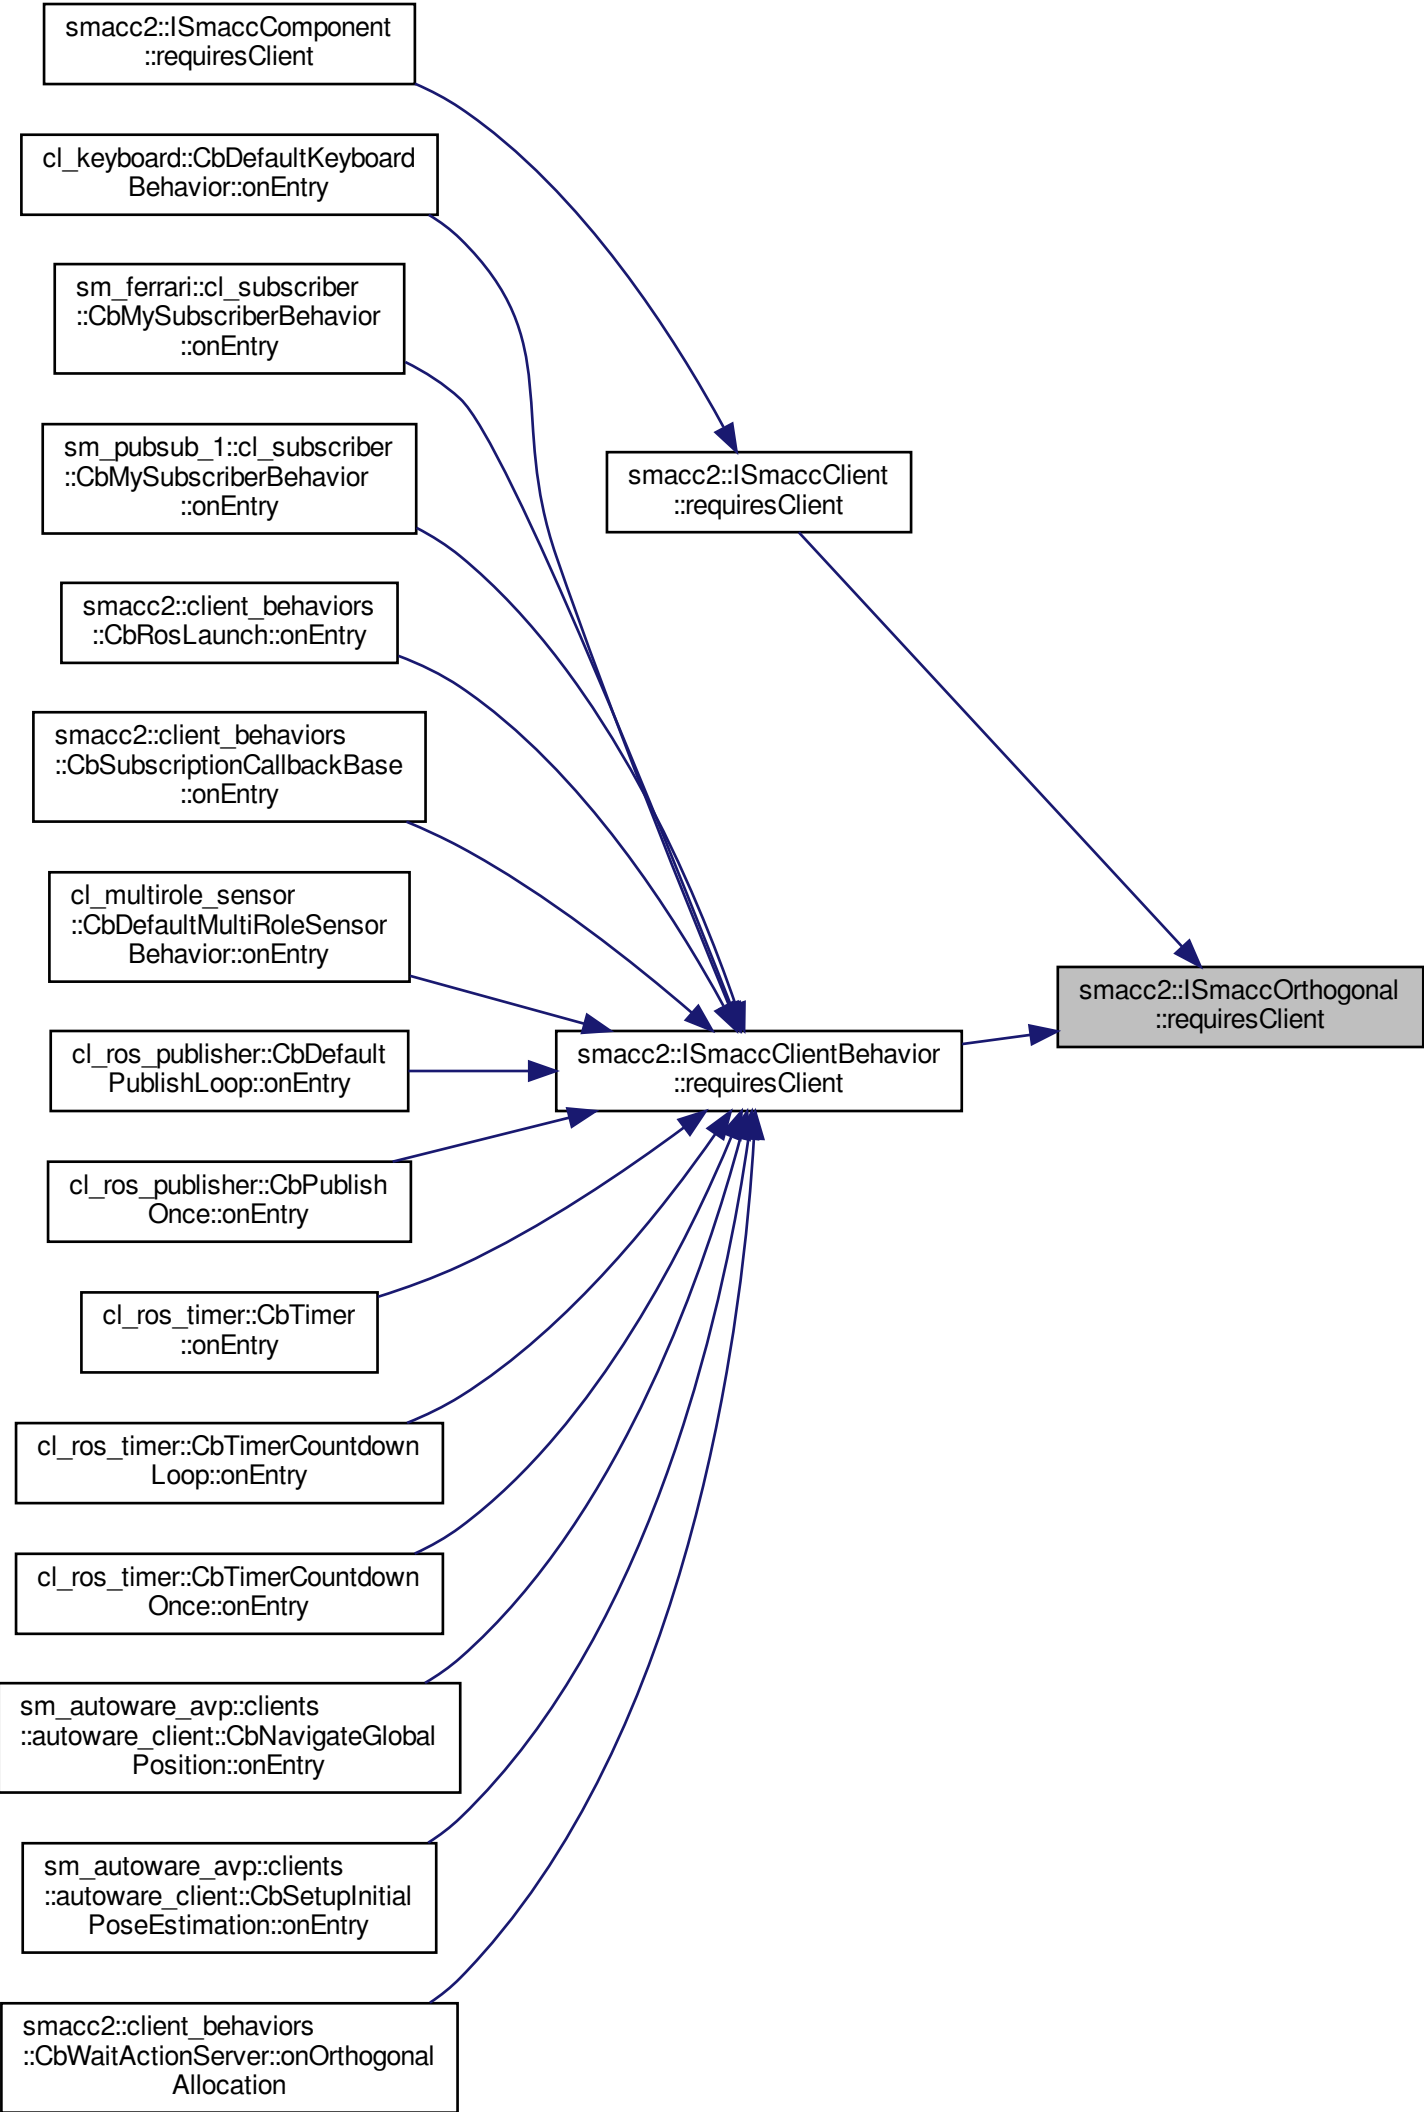 smacc2::ISmaccComponent
::requiresClient
cl_keyboard::CbDefaultKeyboard
Behavior::onEntry
sm_ferrari::cl_subscriber
::CbMySubscriberBehavior
::onEntry
sm_pubsub_1::cl_subscriber
::CbMySubscriberBehavior
::onEntry
smacc2::ISmaccClient
::requiresClient
smacc2::client_behaviors
::CbRosLaunch::onEntry
smacc2::client_behaviors
::CbSubscriptionCallbackBase
::onEntry
cl_multirole_sensor
::CbDefaultMultiRoleSensor
Behavior::onEntry
smacc2::ISmaccOrthogonal
::requiresClient
cl_ros_publisher::CbDefault
PublishLoop::onEntry
smacc2::ISmaccClientBehavior
::requiresClient
cl_ros_publisher::CbPublish
Once::onEntry
cl_ros_timer::CbTimer
::onEntry
cl_ros_timer::CbTimerCountdown
Loop::onEntry
cl_ros_timer::CbTimerCountdown
Once::onEntry
sm_autoware_avp::clients
::autoware_client::CbNavigateGlobal
Position::onEntry
sm_autoware_avp::clients
::autoware_client::CbSetupInitial
PoseEstimation::onEntry
smacc2::client_behaviors
::CbWaitActionServer::onOrthogonal
Allocation